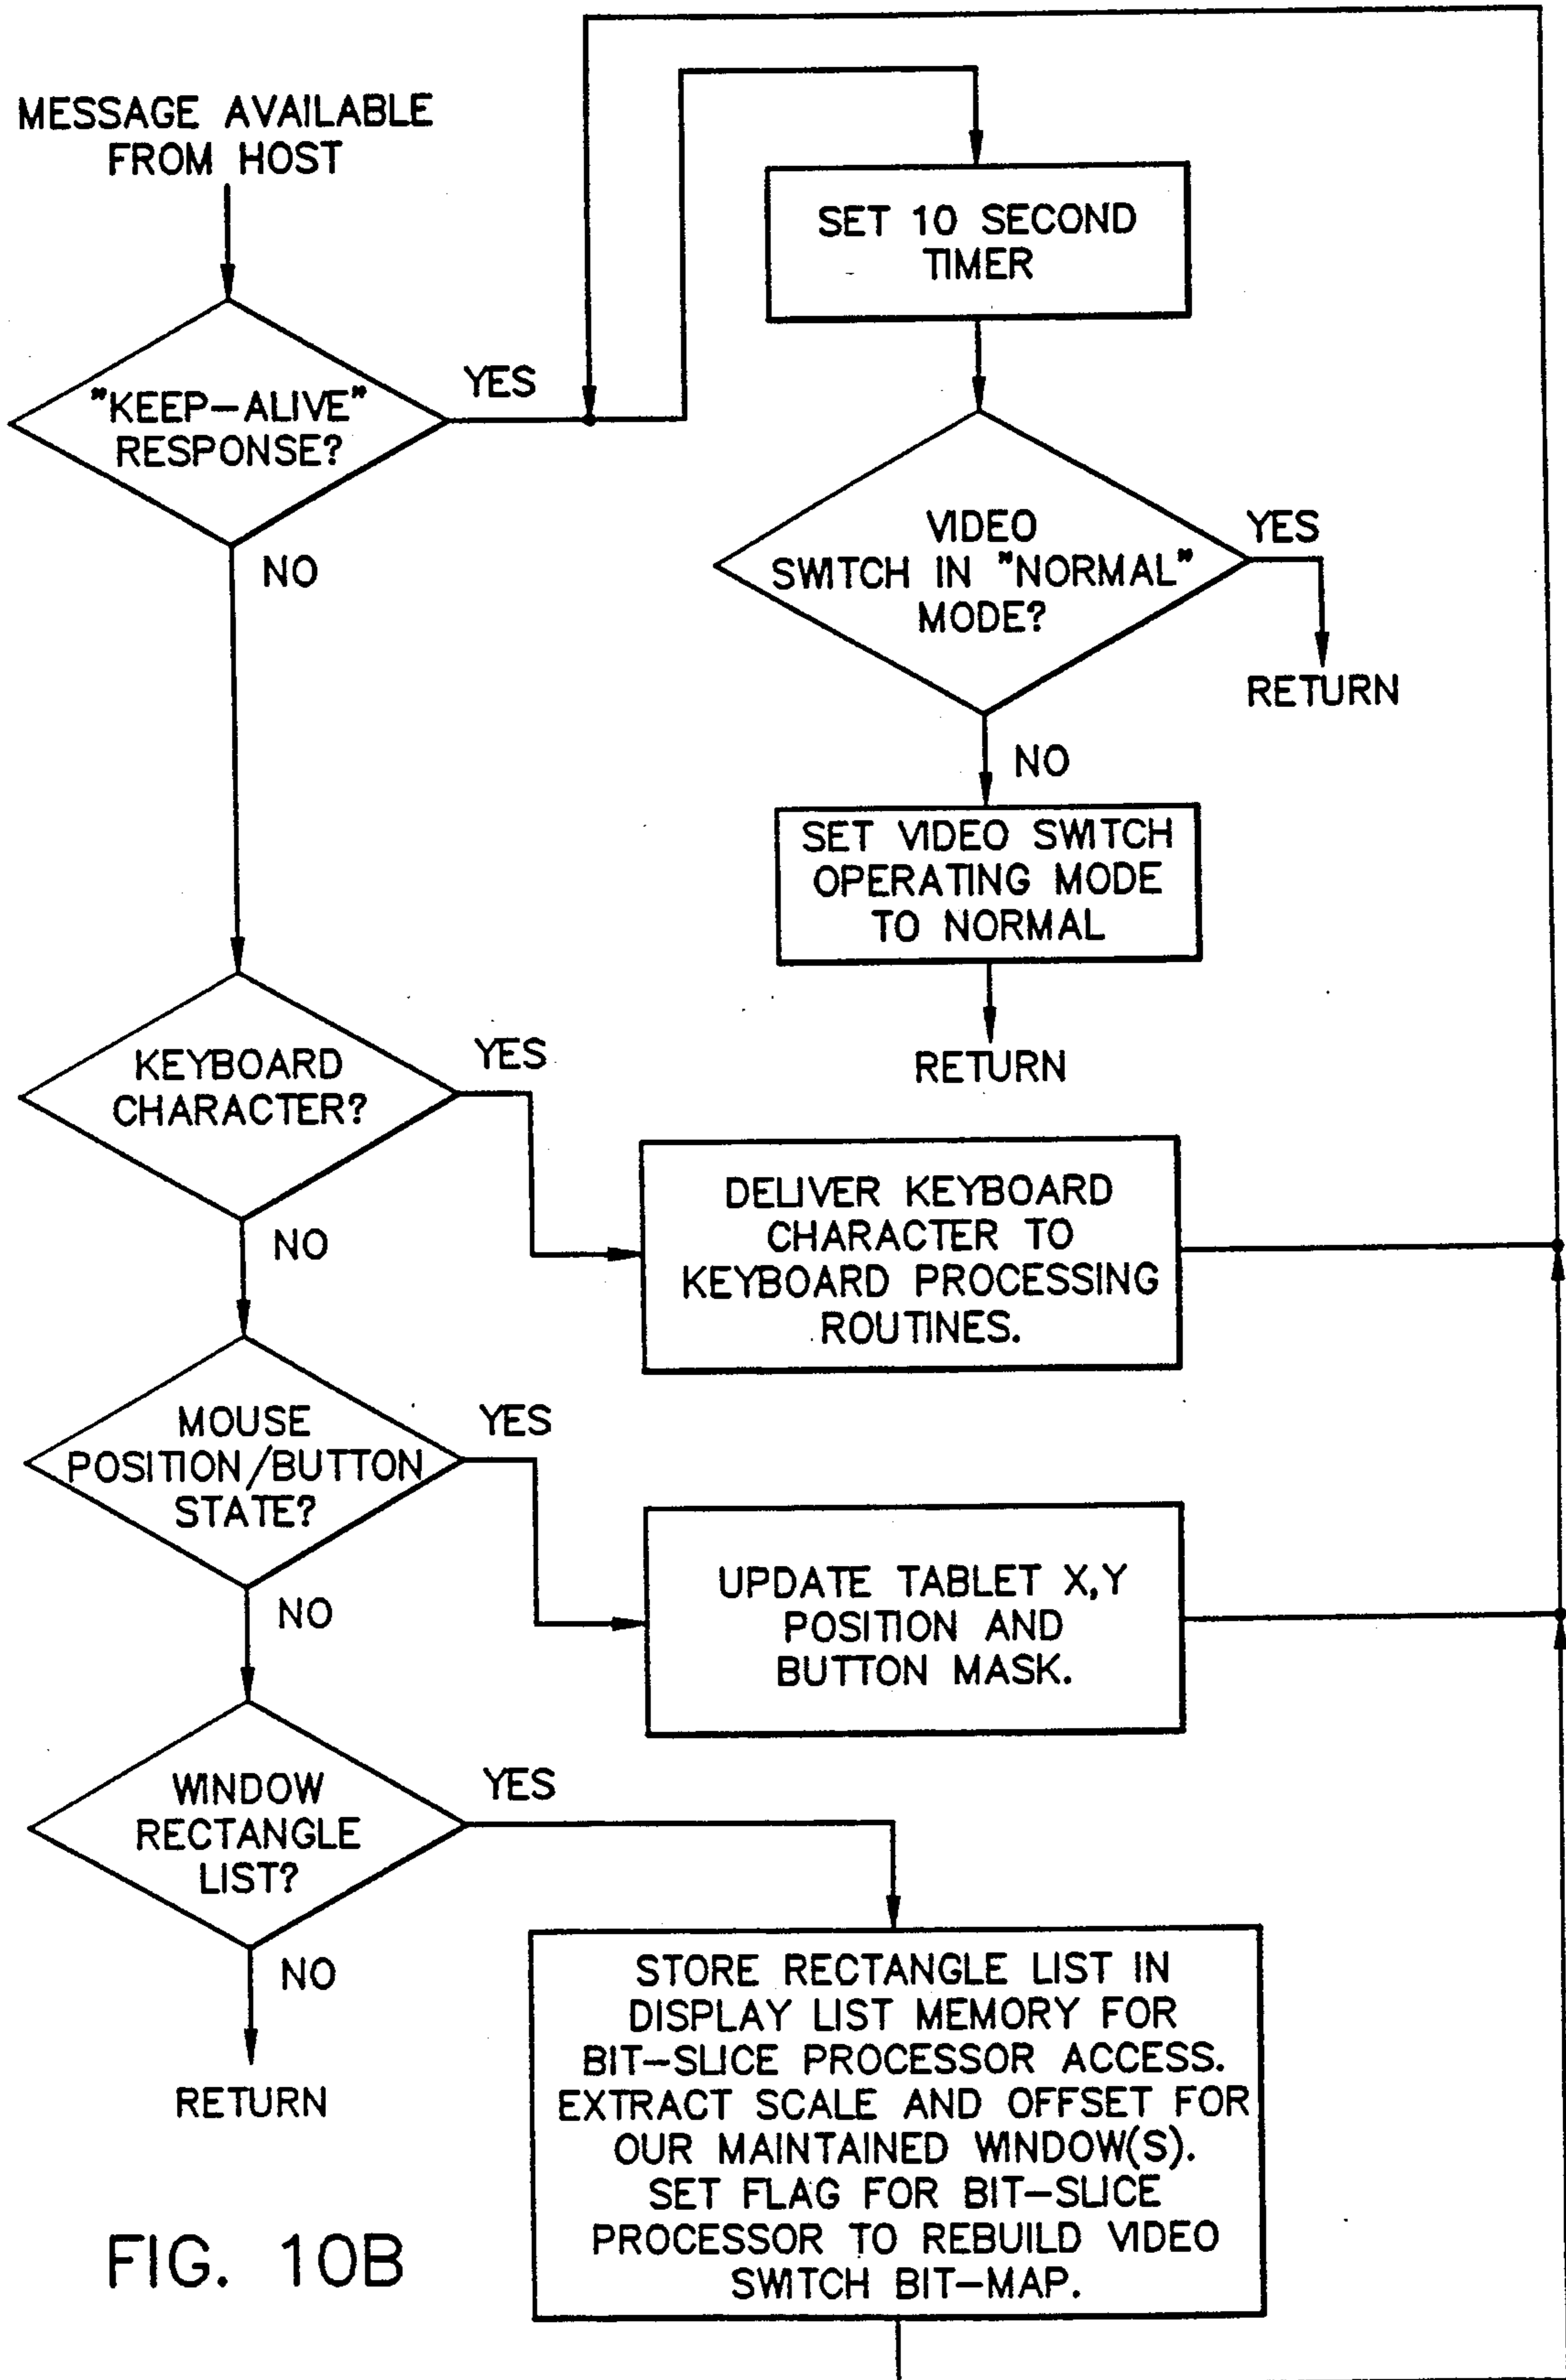 MESSAGE AVAILABLE
FROM HOST
SET 10 SECOND
TIMER
"KEEP-ALIVE"
RESPONSE?
YES
NO
VIDEO
SWITCH IN "NORMAL"
MODE?
YES
RETURN
NO
SET VIDEO SWITCH
OPERATING MODE
TO NORMAL
RETURN
KEYBOARD
CHARACTER?
YES
NO
DELIVER KEYBOARD
CHARACTER TO
KEYBOARD PROCESSING
ROUTINES.
MOUSE
POSITION/BUTTON
STATE?
YES
NO
UPDATE TABLET X,Y
POSITION AND
BUTTON MASK.
WINDOW
RECTANGLE
LIST?
YES
NO
RETURN
STORE RECTANGLE LIST IN
DISPLAY LIST MEMORY FOR
BIT-SLICE PROCESSOR ACCESS.
EXTRACT SCALE AND OFFSET FOR
OUR MAINTAINED WINDOW(S).
SET FLAG FOR BIT-SLICE
PROCESSOR TO REBUILD VIDEO
SWITCH BIT-MAP.
FIG. 10B